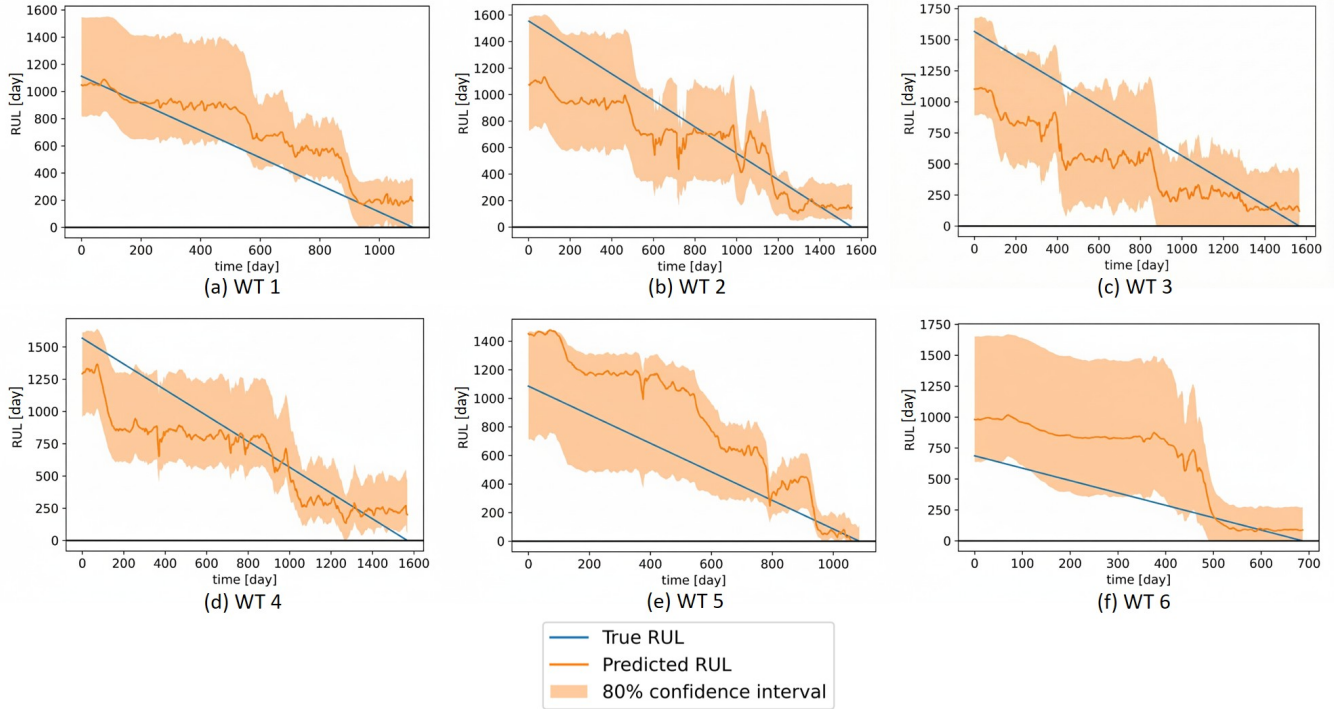 1600
1400
1200
1000
800
600
400
200
0
RUL [day]
0 200 400 600 800 1000
time [day]
(a) WT 1
1600
1400
1200
1000
800
600
400
200
0
RUL [day]
0 200 400 600 800 1000 1200 1400 1600
time [day]
(b) WT 2
1750
1500
1250
1000
750
500
250
0
RUL [day]
0 200 400 600 800 1000 1200 1400 1600
time [day]
(c) WT 3
1500
1250
1000
750
500
250
0
RUL [day]
0 200 400 600 800 1000 1200 1400 1600
time [day]
(d) WT 4
1400
1200
1000
800
600
400
200
0
RUL [day]
0 200 400 600 800 1000
time [day]
(e) WT 5
1750
1500
1250
1000
750
500
250
0
RUL [day]
0 100 200 300 400 500 600 700
time [day]
(f) WT 6
True RUL
Predicted RUL
80% confidence interval